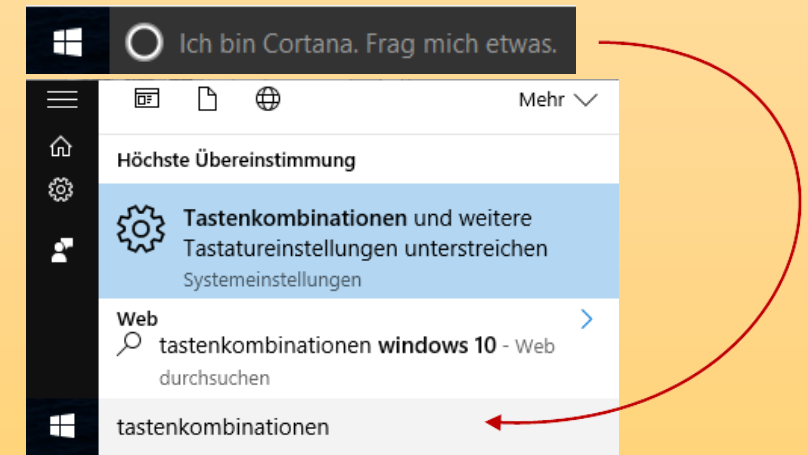 Ich bin Cortana. Frag mich etwas.
Mehr
Höchste Übereinstimmung
Tastenkombinationen und weitere
Tastatureinstellungen unterstreichen
Systemeinstellungen
Web
tastenkombinationen windows 10 - Web
durchsuchen
tastenkombinationen